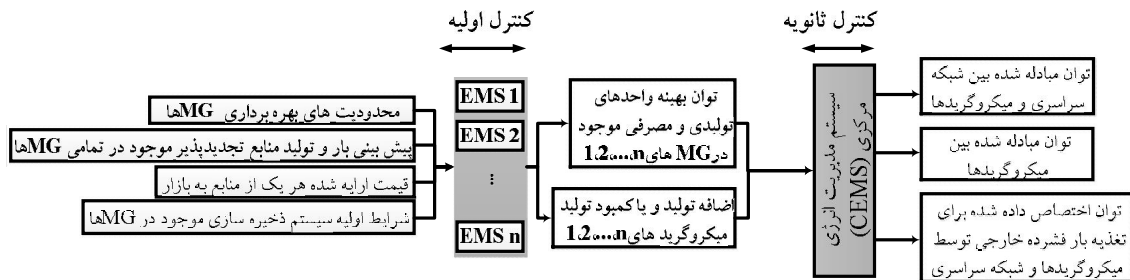 کنترل ثانویه
کنترل اولیه
محدودیت های بهره برداری MGها
پیش بینی بار و تولید منابع تجدیدپذیر موجود در تمامی MGها
قیمت ارایه شده هر یک از منابع به بازار
شرایط اولیه سیستم ذخیره سازی موجود در MGها
EMS 1
EMS 2
...
EMS n
توان بهینه واحدهای
تولیدی و مصرفی موجود
در MG های 1,2,...,n
اضافه تولید و یا کمبود تولید
میکروگرید های 1,2,...,n
سیستم مدیریت انرژی
مرکزی (CEMS)
توان مبادله شده بین شبکه
سراسری و میکروگریدها
توان مبادله شده بین
میکروگریدها
توان اختصاص داده شده برای
تغذیه بار فشرده خارجی توسط
میکروگریدها و شبکه سراسری